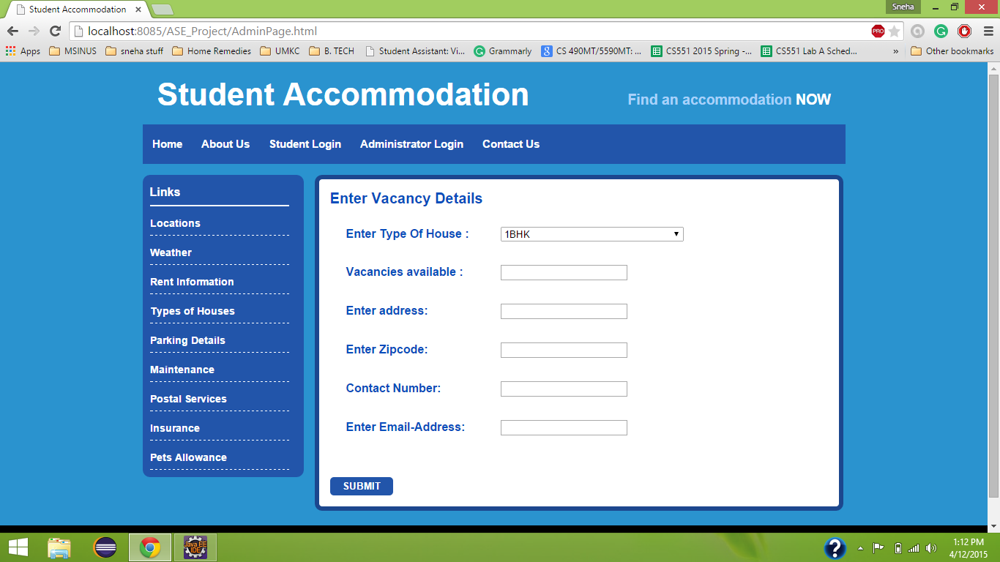 Student Accommodation
Sneha
localhost:8085/ASE_Project/AdminPage.html
PRO
Apps MSINUS sneha stuff Home Remedies UMKC B. TECH Student Assistant: Vi... Grammarly CS 490MT/5590MT: ... CS551 2015 Spring -... CS551 Lab A Sched... » Other bookmarks
Student Accommodation
Find an accommodation NOW
Home About Us Student Login Administrator Login Contact Us
Links
Locations
Weather
Rent Information
Types of Houses
Parking Details
Maintenance
Postal Services
Insurance
Pets Allowance
Enter Vacancy Details
Enter Type Of House : 1BHK
Vacancies available :
Enter address:
Enter Zipcode:
Contact Number:
Enter Email-Address:
SUBMIT
Java EE
IDE
1:12 PM
4/12/2015